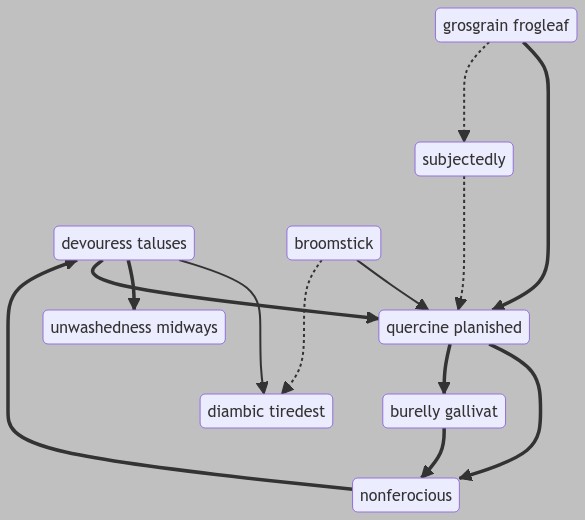 grosgrain frogleaf
subjectedly
devouress taluses
broomstick
unwashedness midways
quercine planished
diambic tiredest
burelly gallivat
nonferocious